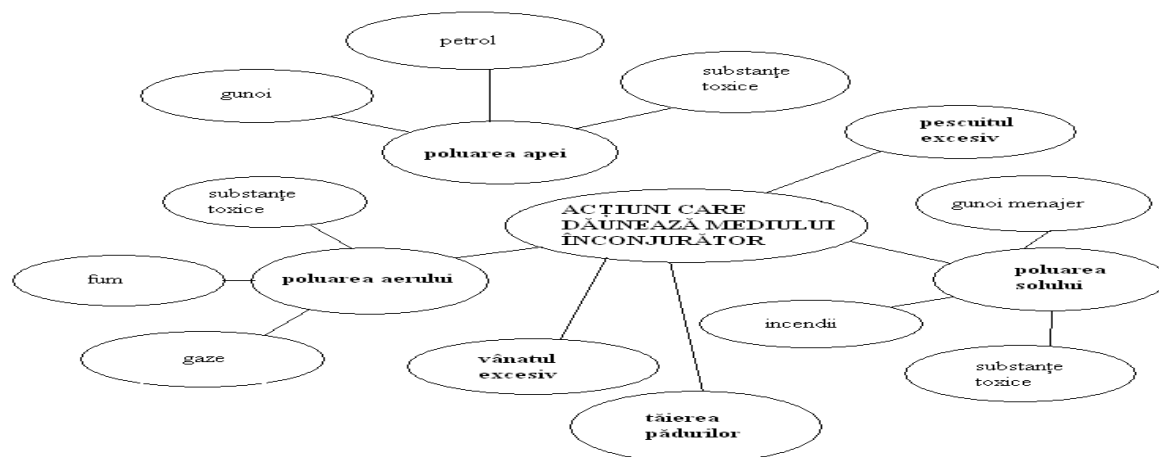 petrol
substanţe
toxice
gunoi
pescuitul
excesiv
poluarea apei
substanţe
toxice
gunoi menajer
ACŢIUNI CARE
DĂUNEAZĂ MEDIULUI
ÎNCONJURĂTOR
poluarea aerului
fum
poluarea
solului
incendii
gaze
vânatul
excesiv
substanţe
toxice
tăierea
pădurilor